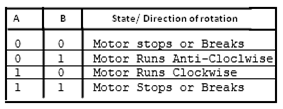 A B State/ Direction of rotation
0 0 Motor stops or Breaks
0 1 Motor Runs Anti-Cloclwise
1 0 Motor Runs Clockwise
1 1 Motor Stops or Breaks